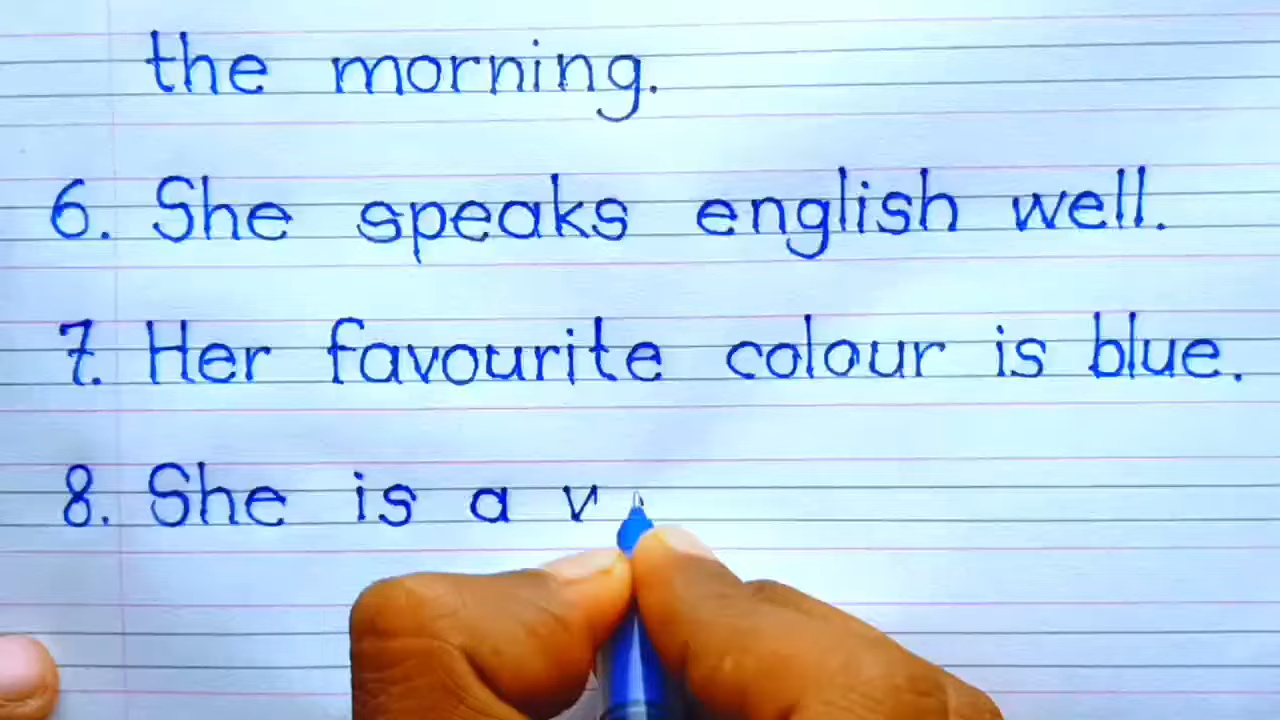 the morning.
6. She speaks english well.
7. Her favourite colour is blue.
8. She is a v